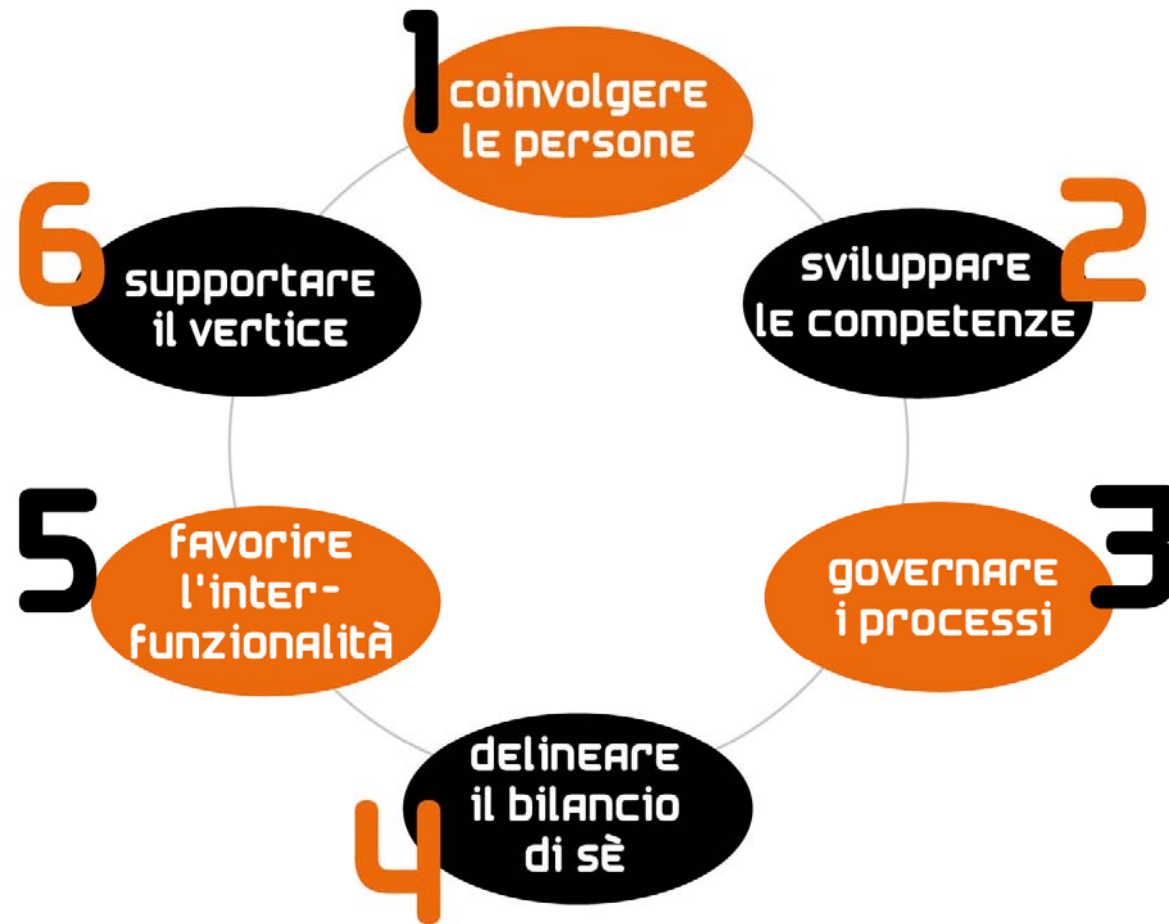 1
coinvolgere
le persone
2
sviluppare
le competenze
3
governare
i processi
4
delineare
il bilancio
di sè
5
favorire
l'inter-
funzionalità
6
supportare
il vertice